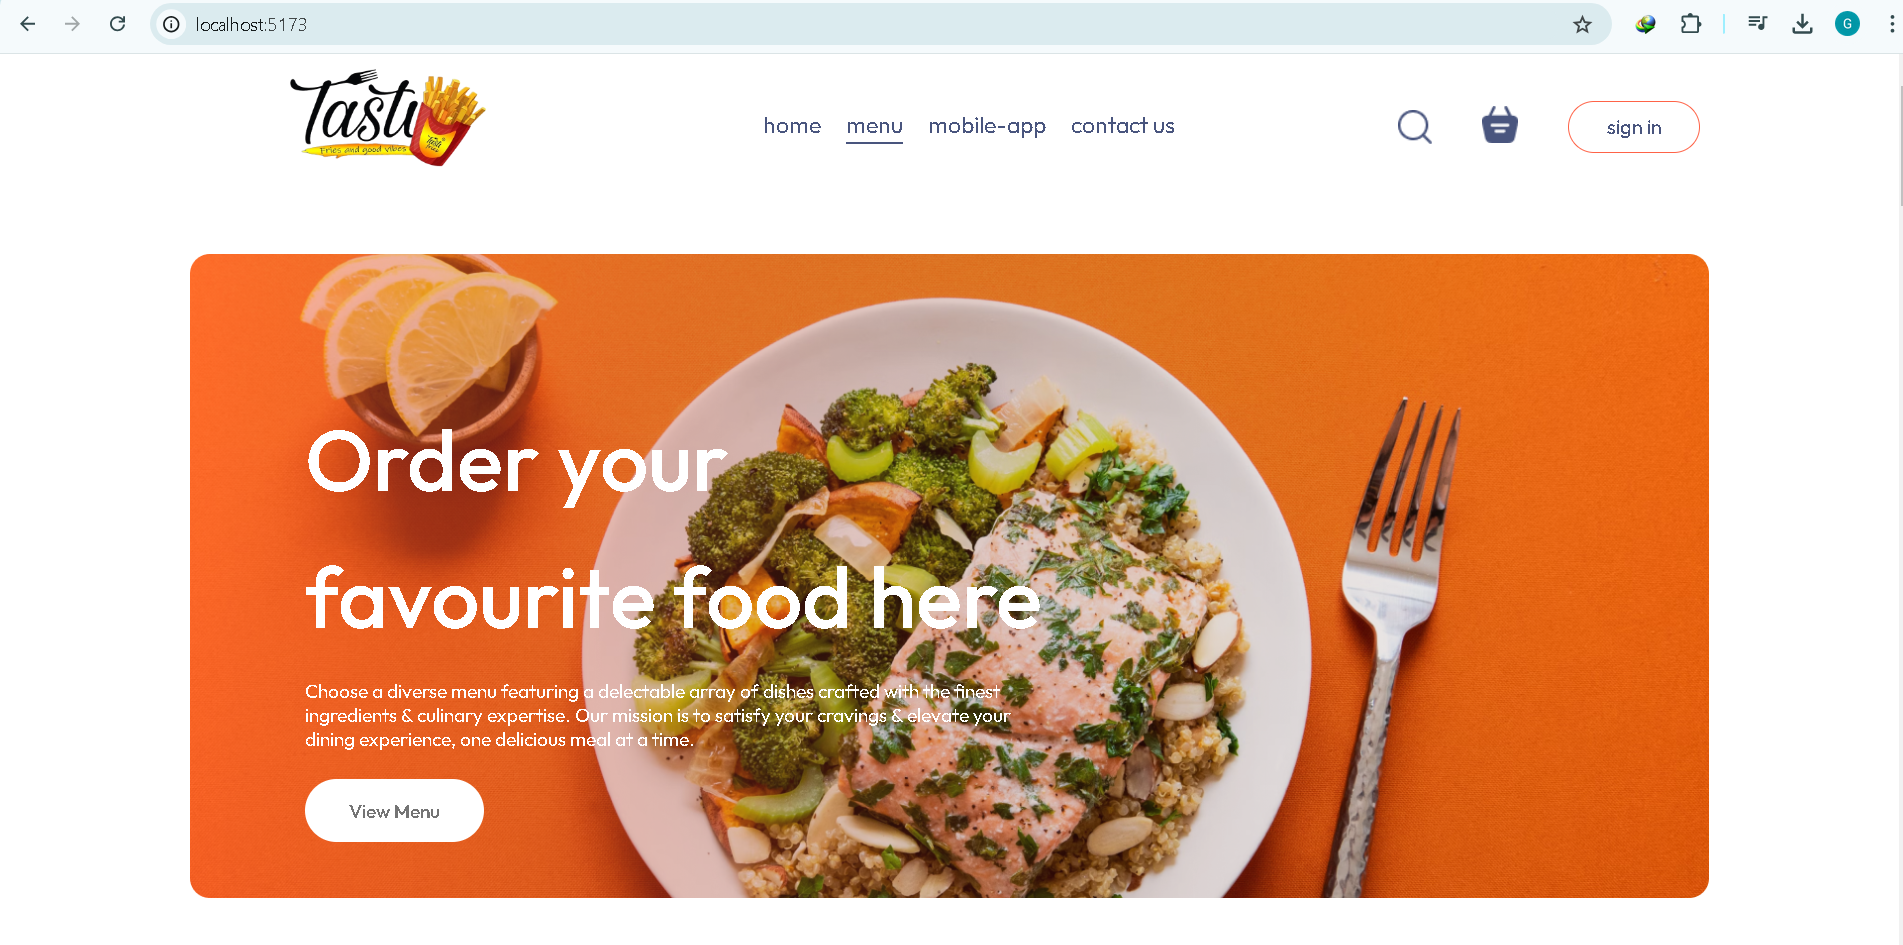 localhost:5173
G
Tasty
Fries and good vibes
home menu mobile-app contact us
sign in
Order your
favourite food here
Choose a diverse menu featuring a delectable array of dishes crafted with the finest
ingredients & culinary expertise. Our mission is to satisfy your cravings & elevate your
dining experience, one delicious meal at a time.
View Menu